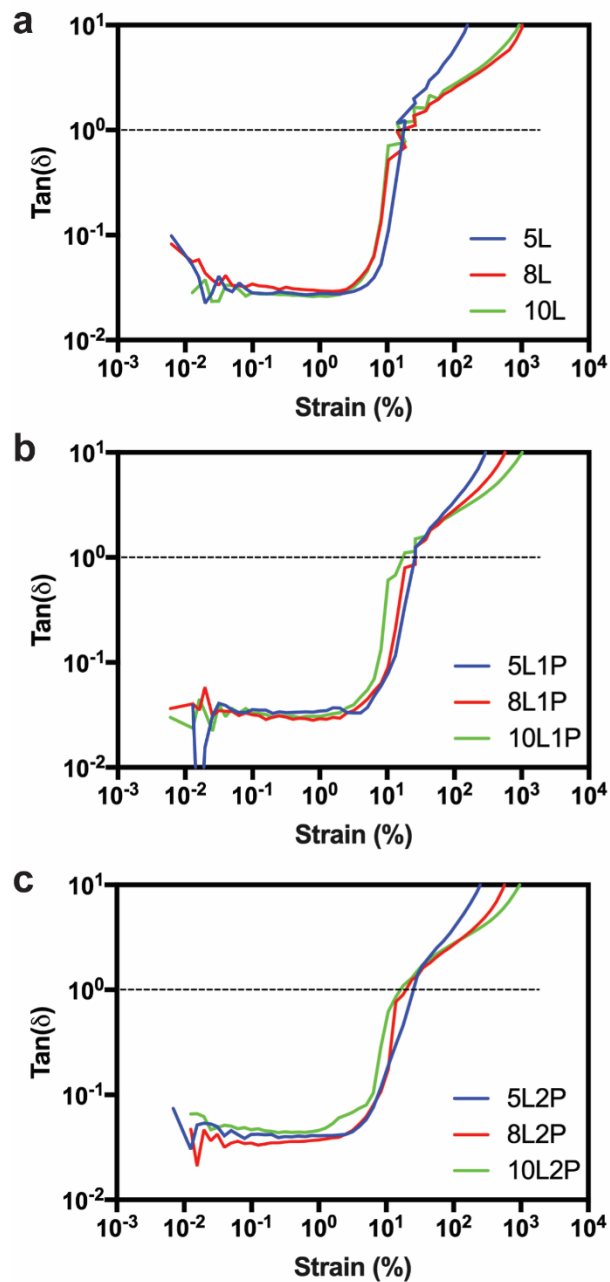 a
Tan(δ)
10¹
10⁰
10⁻¹
10⁻²
5L
8L
10L
10⁻³ 10⁻² 10⁻¹ 10⁰ 10¹ 10² 10³ 10⁴
Strain (%)
b
Tan(δ)
10¹
10⁰
10⁻¹
10⁻²
5L1P
8L1P
10L1P
10⁻³ 10⁻² 10⁻¹ 10⁰ 10¹ 10² 10³ 10⁴
Strain (%)
c
Tan(δ)
10¹
10⁰
10⁻¹
10⁻²
5L2P
8L2P
10L2P
10⁻³ 10⁻² 10⁻¹ 10⁰ 10¹ 10² 10³ 10⁴
Strain (%)